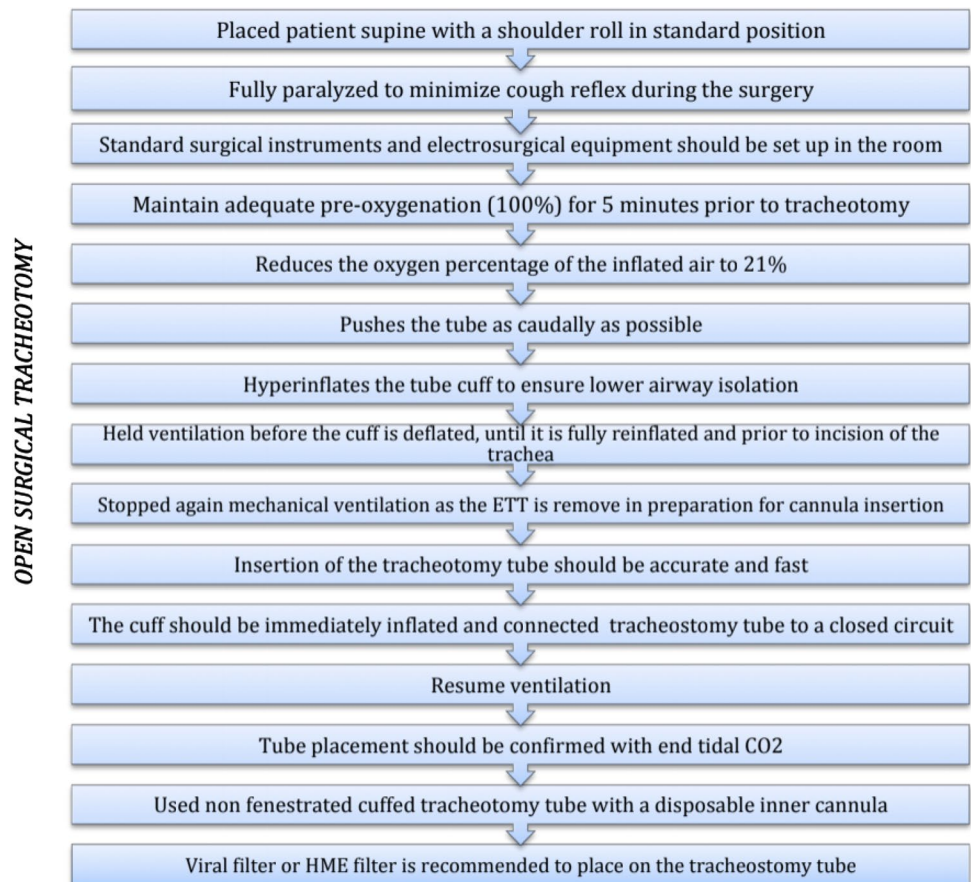 OPEN SURGICAL TRACHEOTOMY
Placed patient supine with a shoulder roll in standard position
Fully paralyzed to minimize cough reflex during the surgery
Standard surgical instruments and electrosurgical equipment should be set up in the room
Maintain adequate pre-oxygenation (100%) for 5 minutes prior to tracheotomy
Reduces the oxygen percentage of the inflated air to 21%
Pushes the tube as caudally as possible
Hyperinflates the tube cuff to ensure lower airway isolation
Held ventilation before the cuff is deflated, until it is fully reinflated and prior to incision of the
trachea
Stopped again mechanical ventilation as the ETT is remove in preparation for cannula insertion
Insertion of the tracheotomy tube should be accurate and fast
The cuff should be immediately inflated and connected tracheostomy tube to a closed circuit
Resume ventilation
Tube placement should be confirmed with end tidal CO2
Used non fenestrated cuffed tracheotomy tube with a disposable inner cannula
Viral filter or HME filter is recommended to place on the tracheostomy tube